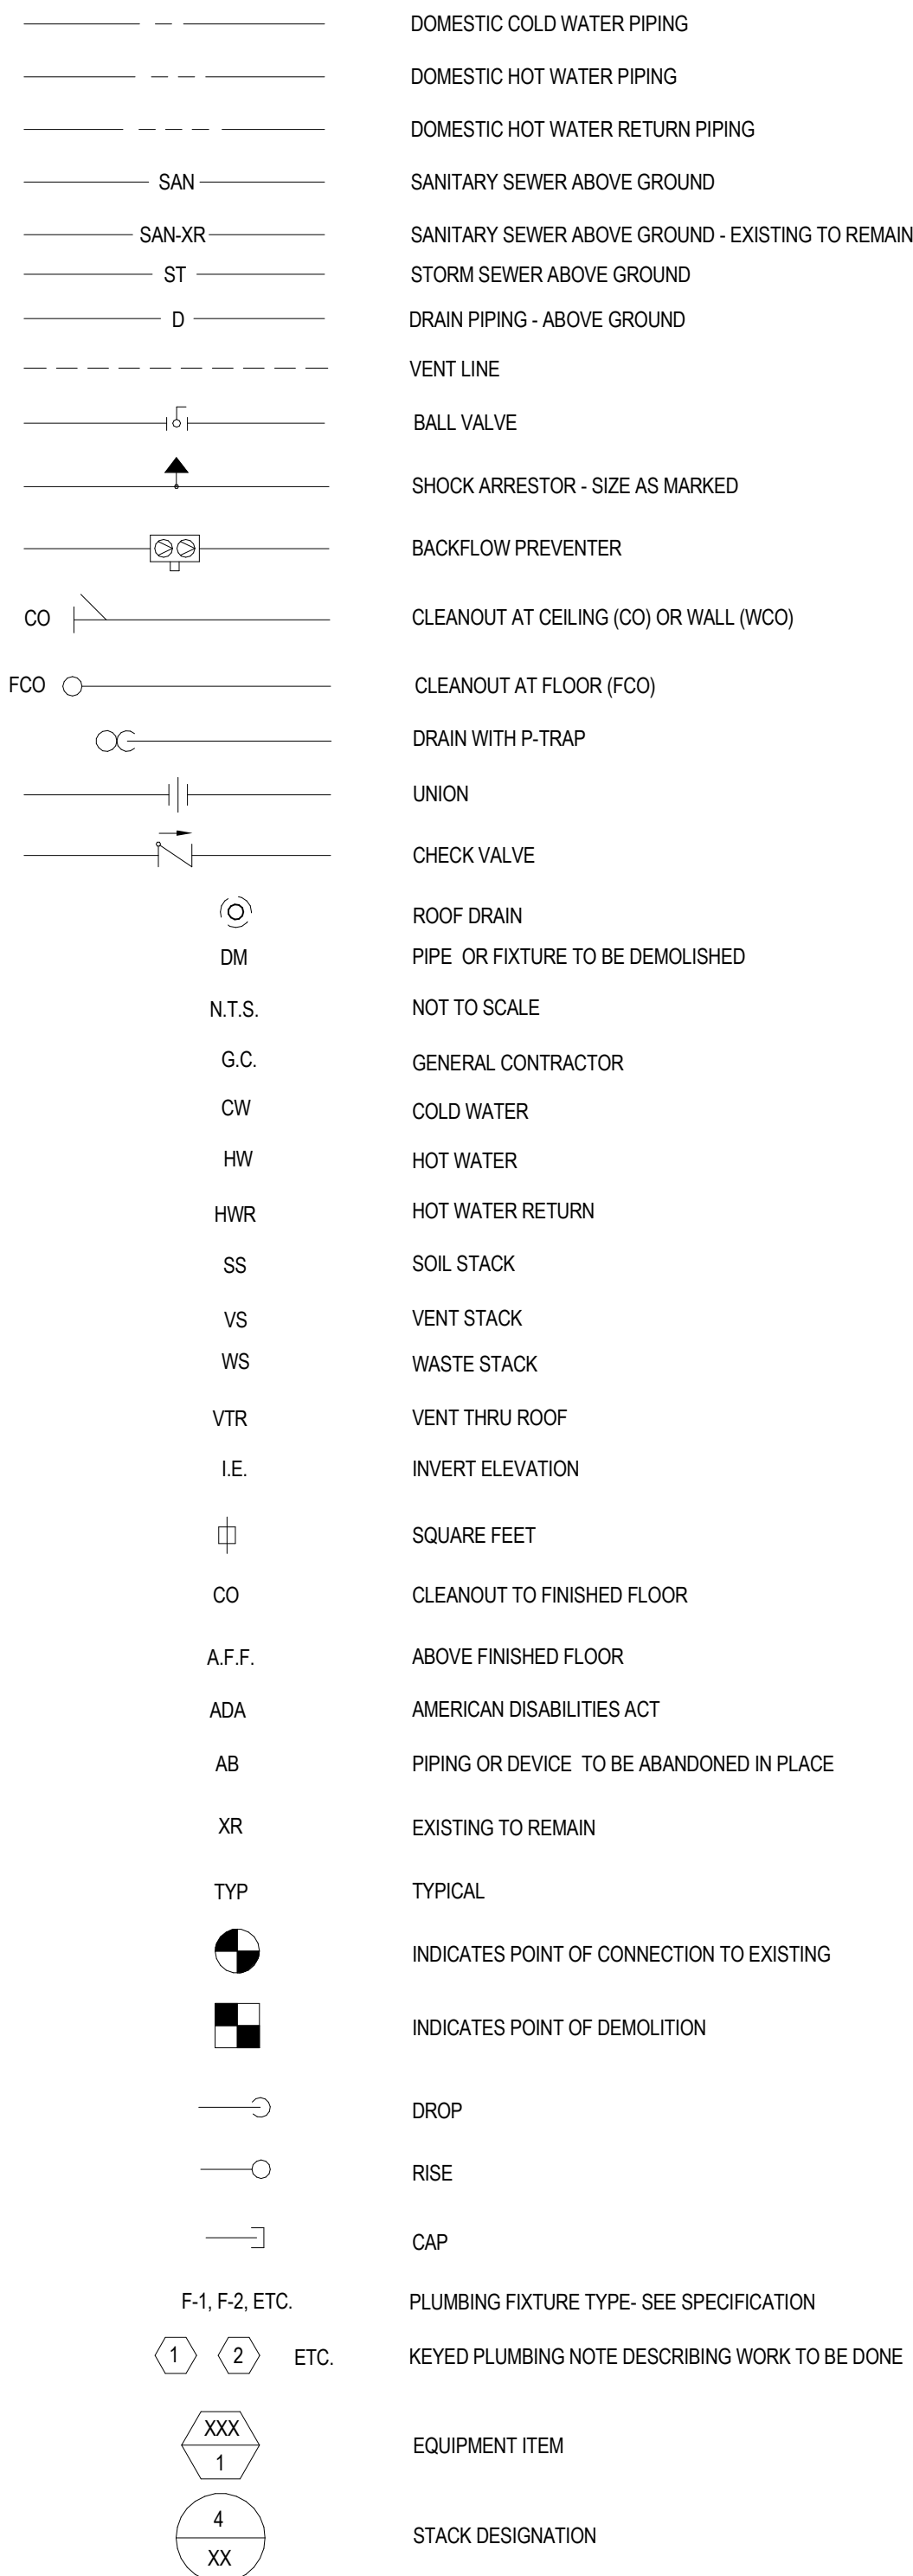 DOMESTIC COLD WATER PIPING
DOMESTIC HOT WATER PIPING
DOMESTIC HOT WATER RETURN PIPING
SAN SANITARY SEWER ABOVE GROUND
SAN-XR SANITARY SEWER ABOVE GROUND - EXISTING TO REMAIN
ST STORM SEWER ABOVE GROUND
D DRAIN PIPING - ABOVE GROUND
VENT LINE
BALL VALVE
SHOCK ARRESTOR - SIZE AS MARKED
BACKFLOW PREVENTER
CO CLEANOUT AT CEILING (CO) OR WALL (WCO)
FCO CLEANOUT AT FLOOR (FCO)
DRAIN WITH P-TRAP
UNION
CHECK VALVE
ROOF DRAIN
DM PIPE OR FIXTURE TO BE DEMOLISHED
N.T.S. NOT TO SCALE
G.C. GENERAL CONTRACTOR
CW COLD WATER
HW HOT WATER
HWR HOT WATER RETURN
SS SOIL STACK
VS VENT STACK
WS WASTE STACK
VTR VENT THRU ROOF
I.E. INVERT ELEVATION
SQUARE FEET
CO CLEANOUT TO FINISHED FLOOR
A.F.F. ABOVE FINISHED FLOOR
ADA AMERICAN DISABILITIES ACT
AB PIPING OR DEVICE TO BE ABANDONED IN PLACE
XR EXISTING TO REMAIN
TYP TYPICAL
INDICATES POINT OF CONNECTION TO EXISTING
INDICATES POINT OF DEMOLITION
DROP
RISE
CAP
F-1, F-2, ETC. PLUMBING FIXTURE TYPE- SEE SPECIFICATION
1 2 ETC. KEYED PLUMBING NOTE DESCRIBING WORK TO BE DONE
XXX
1
EQUIPMENT ITEM
4
XX
STACK DESIGNATION